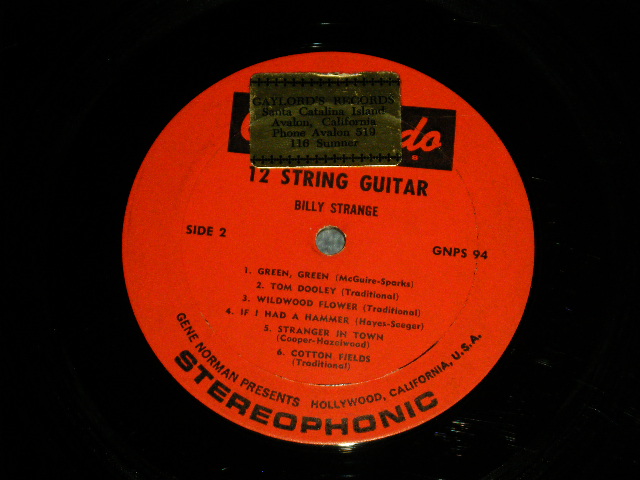 GAYLORD'S RECORDS
Santa Catalina Island
Avalon, California
Phone Avalon 519
116 Sumner
12 STRING GUITAR
BILLY STRANGE
SIDE 2
GNPS 94
1. GREEN, GREEN (McGuire-Sparks)
2. TOM DOOLEY (Traditional)
3. WILDWOOD FLOWER (Traditional)
4. IF I HAD A HAMMER (Hayes-Seeger)
5. STRANGER IN TOWN
(Cooper-Hazelwood)
6. COTTON FIELDS
(Traditional)
GENE NORMAN PRESENTS HOLLYWOOD, CALIFORNIA, U.S.A.
STEREOPHONIC